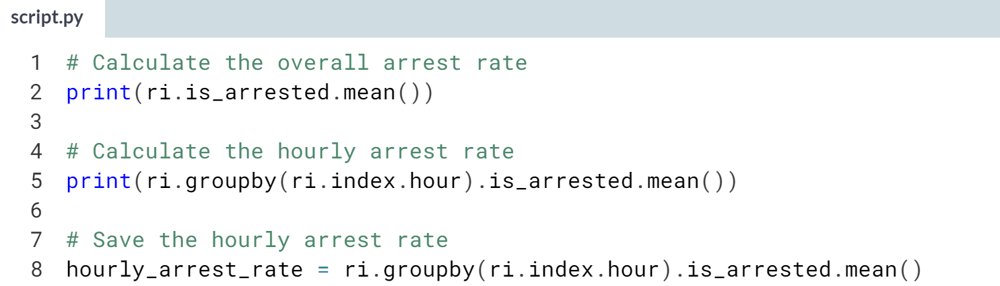 script.py
1 # Calculate the overall arrest rate
2 print(ri.is_arrested.mean())
3
4 # Calculate the hourly arrest rate
5 print(ri.groupby(ri.index.hour).is_arrested.mean())
6
7 # Save the hourly arrest rate
8 hourly_arrest_rate = ri.groupby(ri.index.hour).is_arrested.mean()